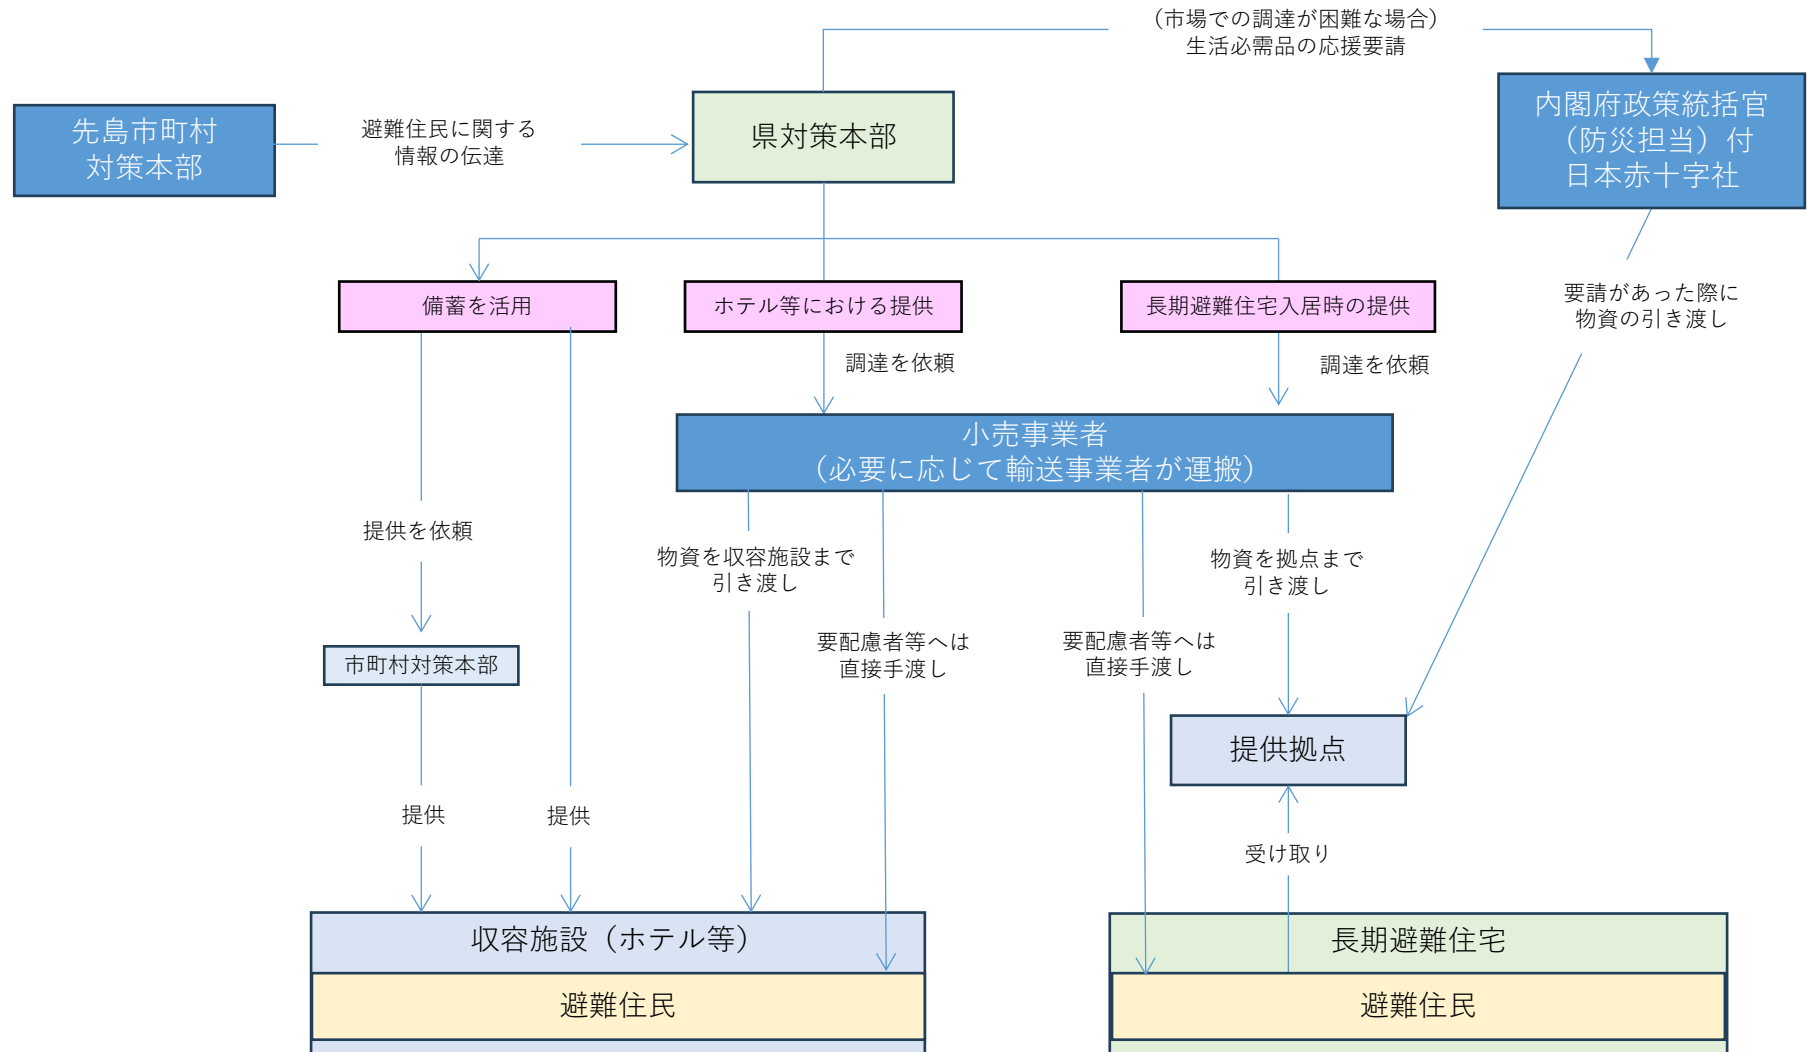 （市場での調達が困難な場合）
生活必需品の応援要請
先島市町村
対策本部
避難住民に関する
情報の伝達
県対策本部
内閣府政策統括官
（防災担当）付
日本赤十字社
備蓄を活用
ホテル等における提供
長期避難住宅入居時の提供
要請があった際に
物資の引き渡し
調達を依頼
調達を依頼
小売事業者
（必要に応じて輸送事業者が運搬）
提供を依頼
物資を収容施設まで
引き渡し
物資を拠点まで
引き渡し
要配慮者等へは
直接手渡し
要配慮者等へは
直接手渡し
市町村対策本部
提供拠点
提供
提供
受け取り
収容施設（ホテル等）
避難住民
長期避難住宅
避難住民